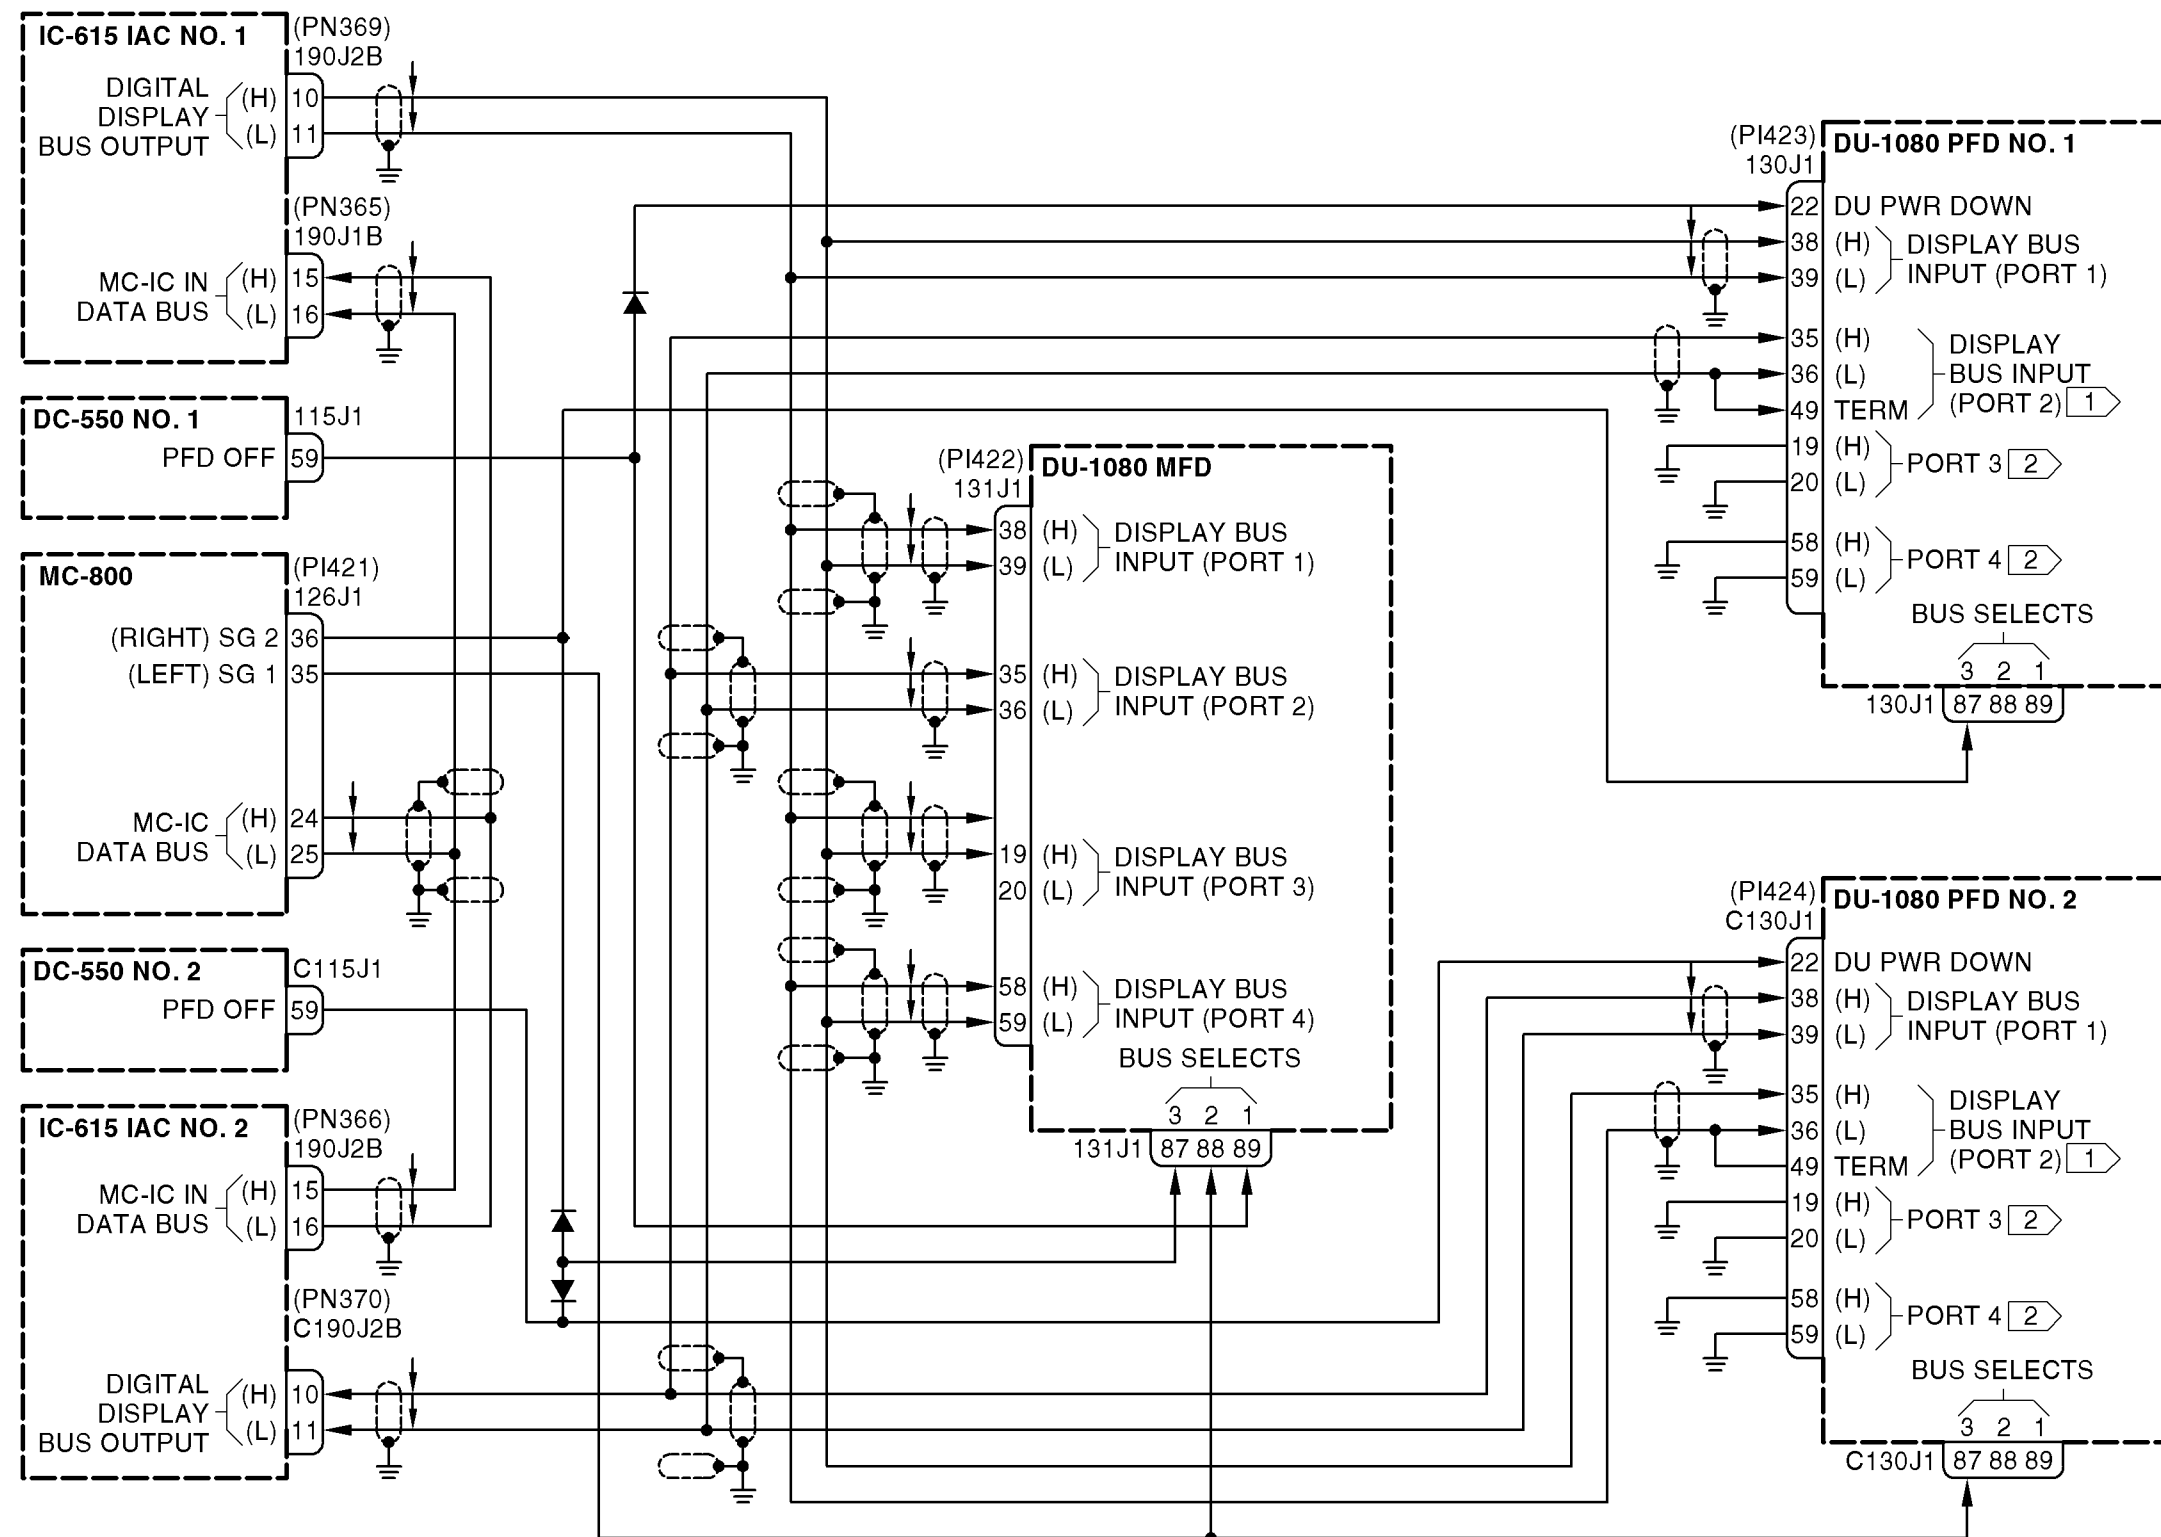 IC-615 IAC NO. 1
(PN369)
190J2B
DIGITAL
DISPLAY
BUS OUTPUT
(H) 10
(L) 11
(PN365)
190J1B
MC-IC IN
DATA BUS
(H) 15
(L) 16
DC-550 NO. 1
115J1
PFD OFF 59
MC-800
(PI421)
126J1
(RIGHT) SG 2 36
(LEFT) SG 1 35
MC-IC
DATA BUS
(H) 24
(L) 25
DC-550 NO. 2
C115J1
PFD OFF 59
IC-615 IAC NO. 2
(PN366)
190J2B
MC-IC IN
DATA BUS
(H) 15
(L) 16
(PN370)
C190J2B
DIGITAL
DISPLAY
BUS OUTPUT
(H) 10
(L) 11
(PI422)
131J1
DU-1080 MFD
38 (H)
39 (L)
DISPLAY BUS
INPUT (PORT 1)
35 (H)
36 (L)
DISPLAY BUS
INPUT (PORT 2)
19 (H)
20 (L)
DISPLAY BUS
INPUT (PORT 3)
58 (H)
59 (L)
DISPLAY BUS
INPUT (PORT 4)
BUS SELECTS
3 2 1
131J1 87 88 89
(PI423)
130J1
DU-1080 PFD NO. 1
22 DU PWR DOWN
38 (H)
39 (L)
DISPLAY BUS
INPUT (PORT 1)
35 (H)
36 (L)
49 TERM
DISPLAY
BUS INPUT
(PORT 2) 1
19 (H)
20 (L)
PORT 3 2
58 (H)
59 (L)
PORT 4 2
BUS SELECTS
3 2 1
130J1 87 88 89
(PI424)
C130J1
DU-1080 PFD NO. 2
22 DU PWR DOWN
38 (H)
39 (L)
DISPLAY BUS
INPUT (PORT 1)
35 (H)
36 (L)
49 TERM
DISPLAY
BUS INPUT
(PORT 2) 1
19 (H)
20 (L)
PORT 3 2
58 (H)
59 (L)
PORT 4 2
BUS SELECTS
3 2 1
C130J1 87 88 89